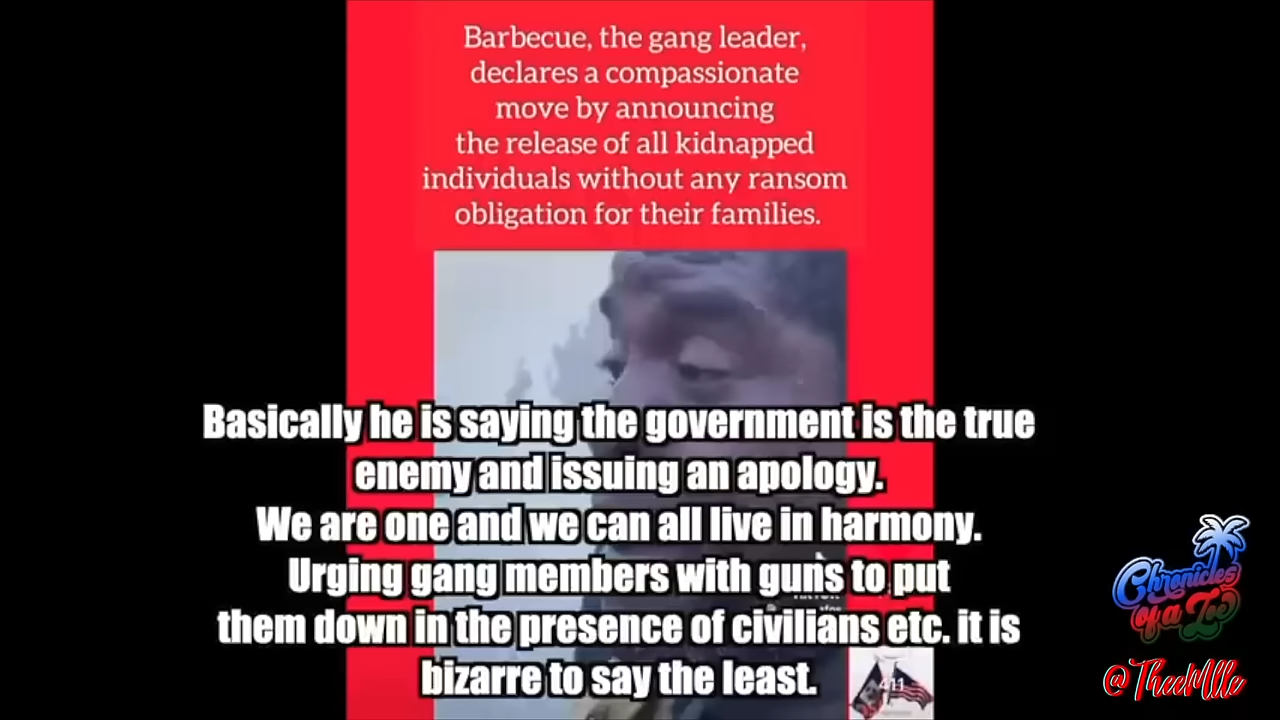 Barbecue, the gang leader,
declares a compassionate
move by announcing
the release of all kidnapped
individuals without any ransom
obligation for their families.
Basically he is saying the government is the true
enemy and issuing an apology.
We are one and we can all live in harmony.
Urging gang members with guns to put
them down in the presence of civilians etc. it is
bizarre to say the least.
Chronicles
of a Zoe
@TheeMlle
411